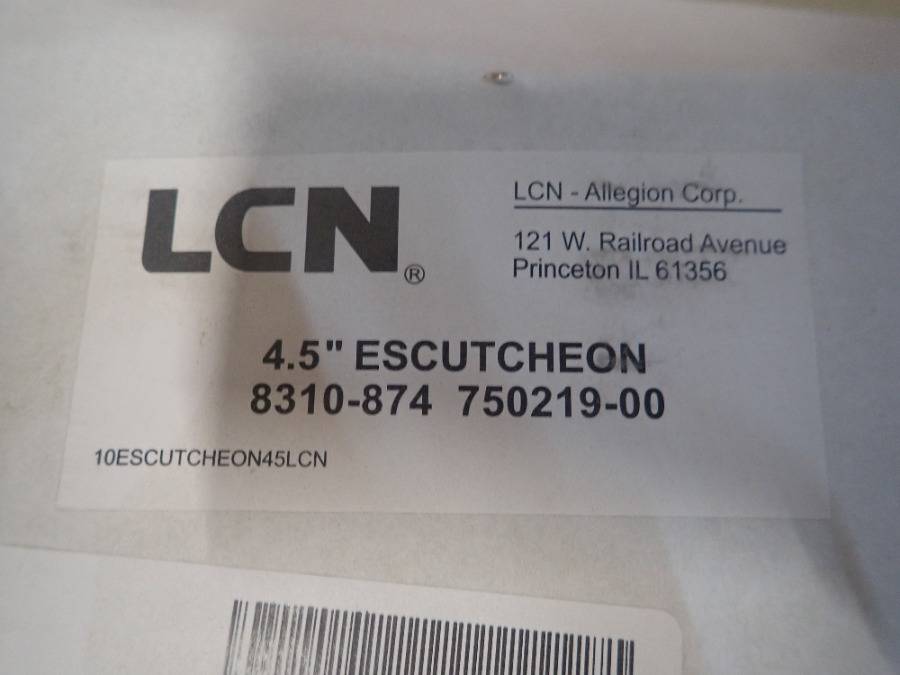 LCN®
LCN - Allegion Corp.
121 W. Railroad Avenue
Princeton IL 61356
4.5" ESCUTCHEON
8310-874 750219-00
10ESCUTCHEON45LCN